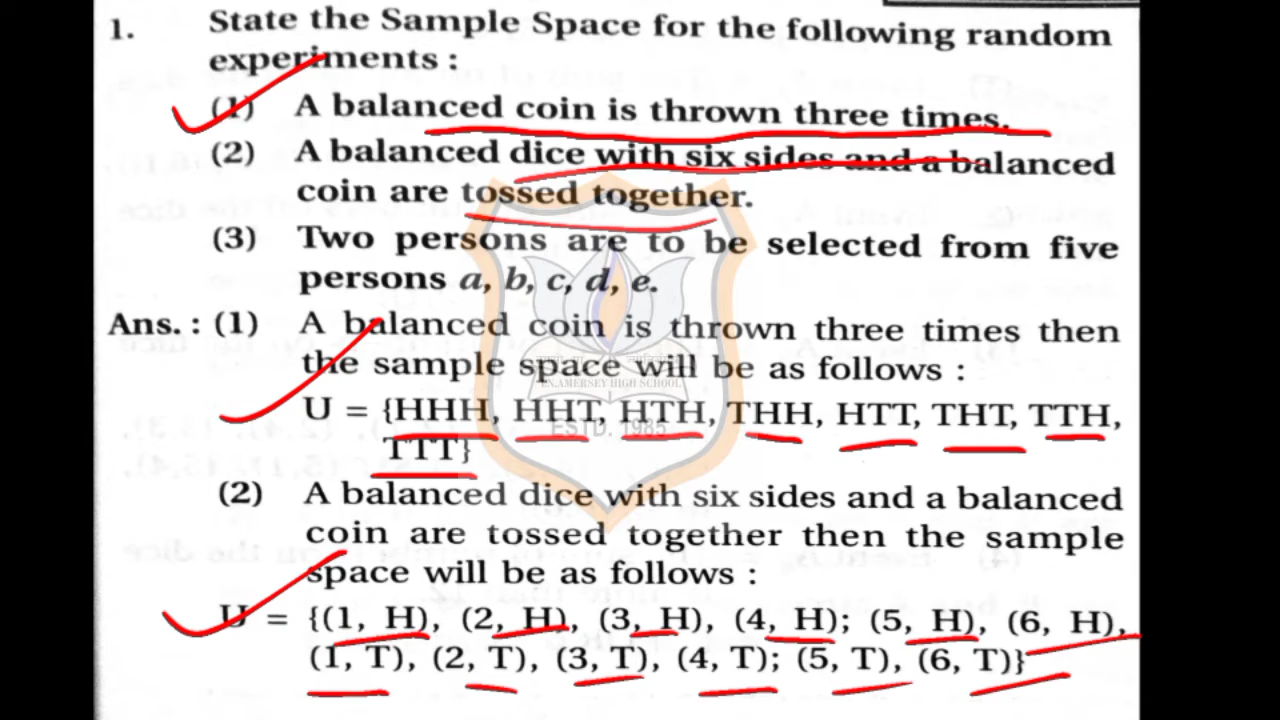 1. State the Sample Space for the following random
experiments :
(1) A balanced coin is thrown three times.
(2) A balanced dice with six sides and a balanced
coin are tossed together.
(3) Two persons are to be selected from five
persons a, b, c, d, e.
Ans. : (1) A balanced coin is thrown three times then
the sample space will be as follows :
U = {HHH, HHT, HTH, THH, HTT, THT, TTH,
TTT}
(2) A balanced dice with six sides and a balanced
coin are tossed together then the sample
space will be as follows :
U = {(1, H), (2, H), (3, H), (4, H); (5, H), (6, H),
(1, T), (2, T), (3, T), (4, T); (5, T), (6, T)}
AMERSEY HIGH SCHOOL
ESTD. 1985